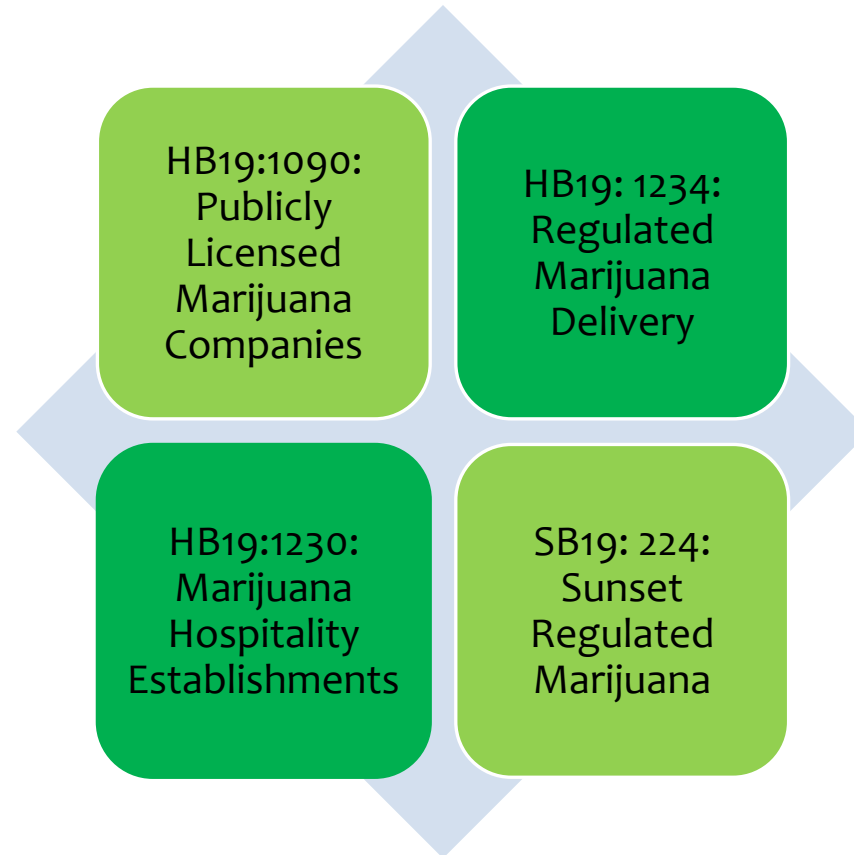 HB19:1090:
Publicly
Licensed
Marijuana
Companies
HB19: 1234:
Regulated
Marijuana
Delivery
HB19:1230:
Marijuana
Hospitality
Establishments
SB19: 224:
Sunset
Regulated
Marijuana